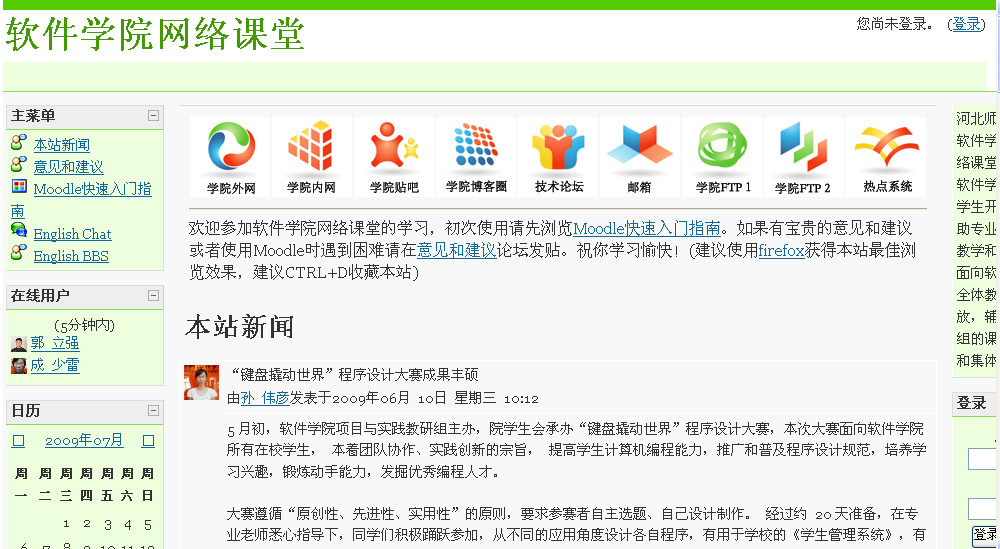 软件学院网络课堂
您尚未登录。 (登录)
主菜单
本站新闻
意见和建议
Moodle快速入门指
南
English Chat
English BBS
在线用户
(5分钟内)
郭 立强
成 少雷
日历
2009年07月
周 周 周 周 周 周 周
一 二 三 四 五 六 日
1 2 3 4 5
6 7 8 9 10 11 12
学院外网 学院内网 学院贴吧 学院博客圈 技术论坛 邮箱 学院FTP 1 学院FTP 2 热点系统
欢迎参加软件学院网络课堂的学习，初次使用请先浏览Moodle快速入门指南。如果有宝贵的意见和建议
或者使用Moodle时遇到困难请在意见和建议论坛发贴。祝你学习愉快！(建议使用firefox获得本站最佳浏
览效果，建议CTRL+D收藏本站)
本站新闻
“键盘撬动世界”程序设计大赛成果丰硕
由孙 伟彦发表于2009年06月 10日 星期三 10:12
5 月初，软件学院项目与实践教研组主办，院学生会承办“键盘撬动世界”程序设计大赛，本次大赛面向软件学院
所有在校学生， 本着团队协作、实践创新的宗旨， 提高学生计算机编程能力，推广和普及程序设计规范，培养学
习兴趣，锻炼动手能力，发掘优秀编程人才。
大赛遵循“原创性、先进性、实用性”的原则，要求参赛者自主选题、自己设计制作。 经过约 20 天准备，在专
业老师悉心指导下，同学们积极踊跃参加，从不同的应用角度设计各自程序，有用于学校的《学生管理系统》，有
河北师
软件学
络课堂
软件学
学生开
助专业
教学和
面向软
全体教
放，辅
组的课
和集体
登录
登录